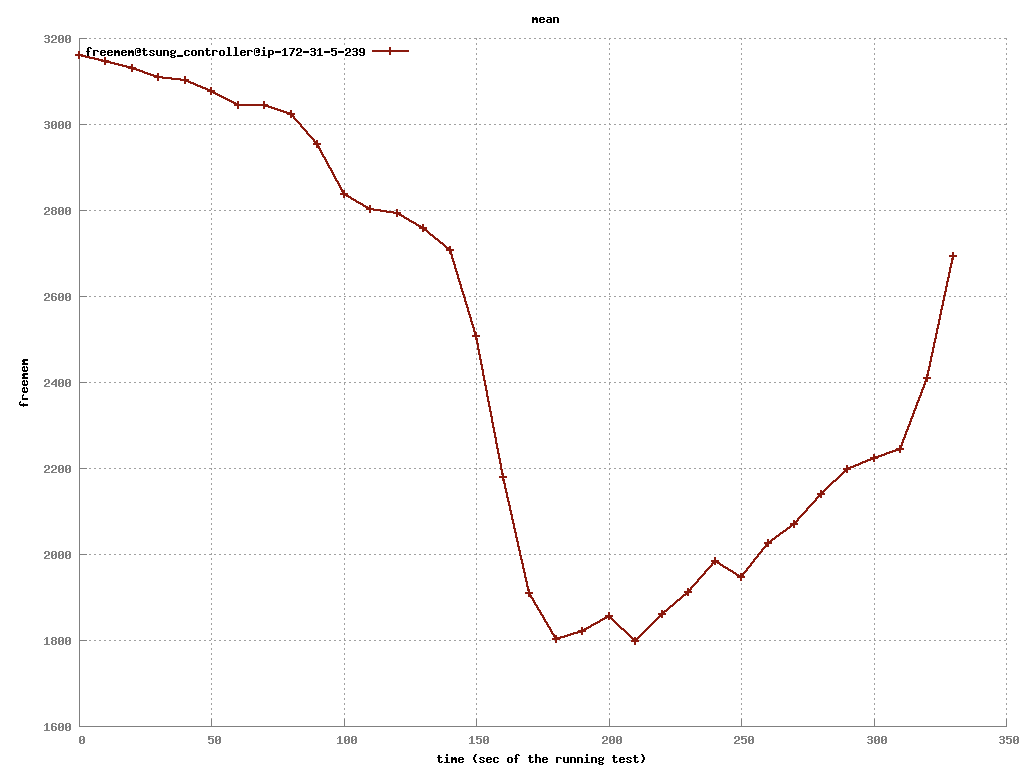 mean
3200
freemem@tsung_controller@ip-172-31-5-239
3000
2800
2600
2400
freemem
2200
2000
1800
1600
0 50 100 150 200 250 300 350
time (sec of the running test)